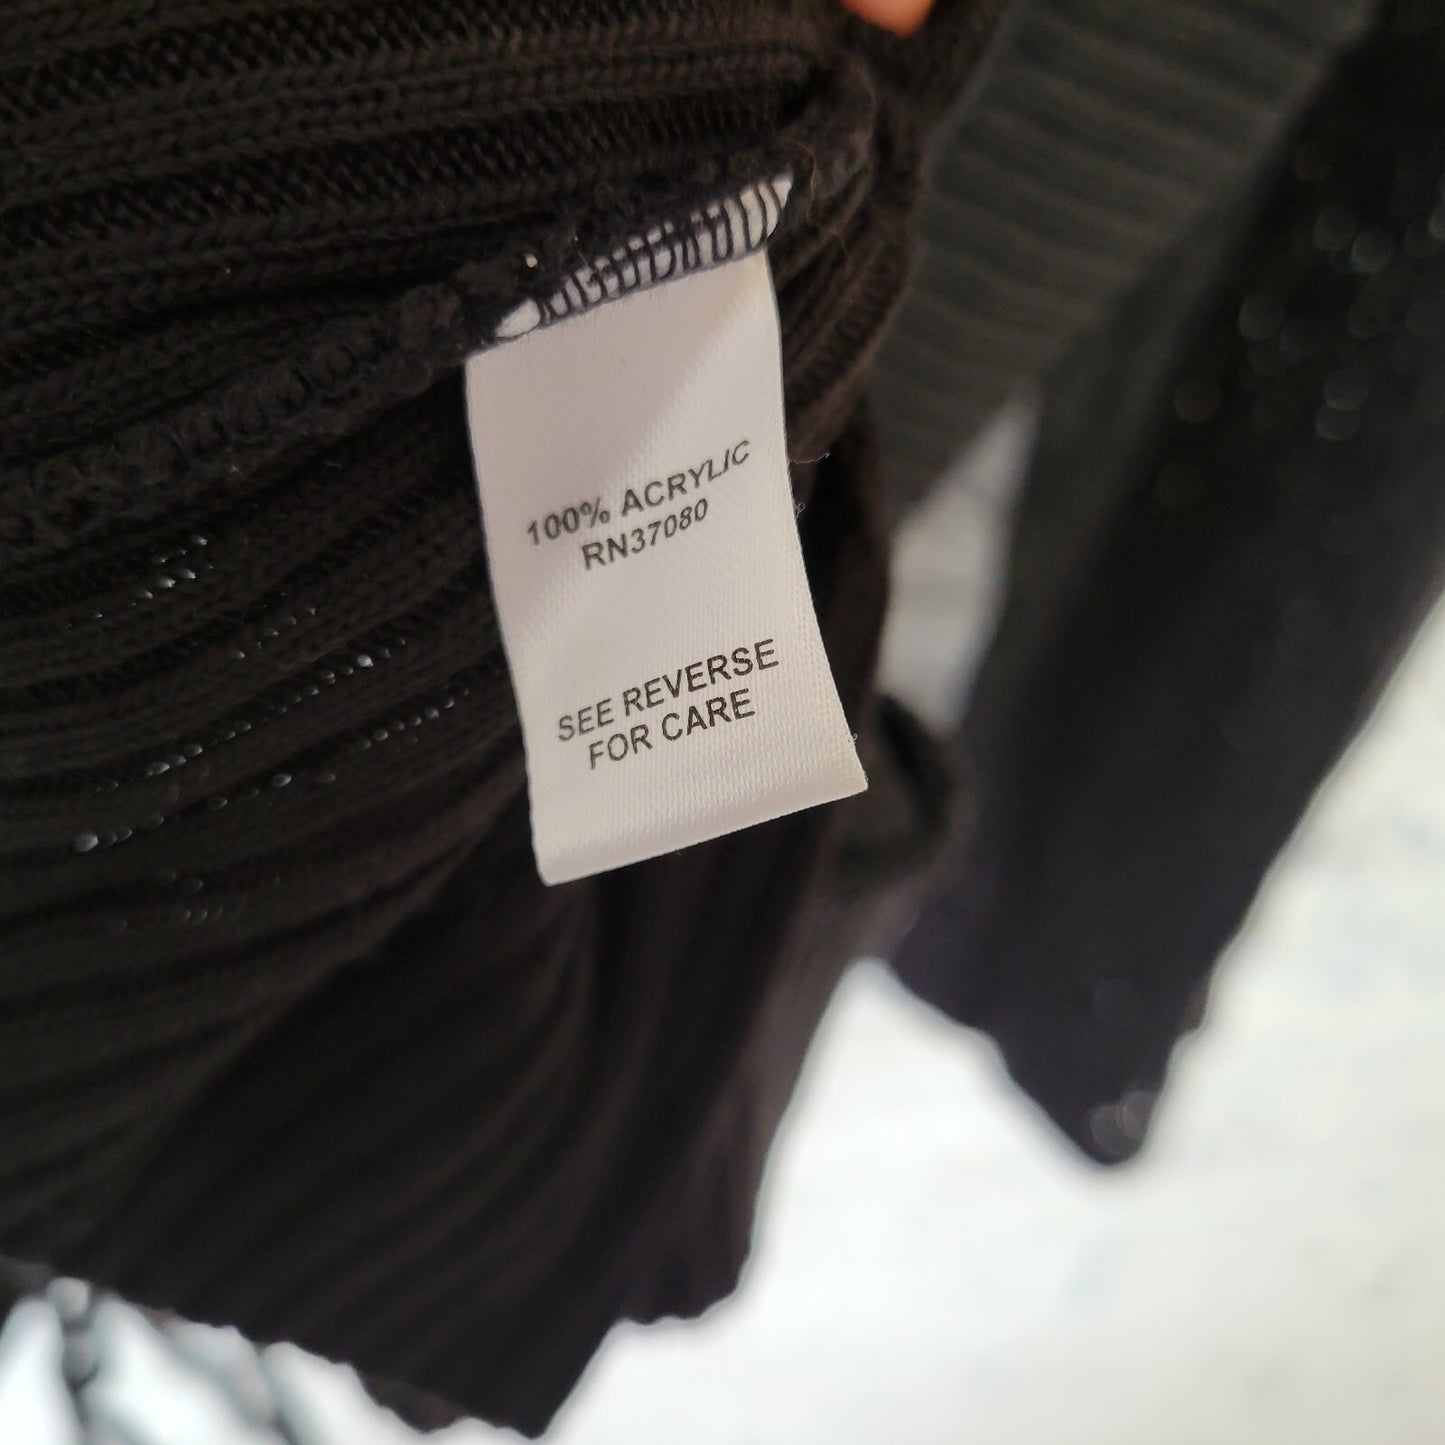 100% ACRYLIC
RN37080
SEE REVERSE
FOR CARE